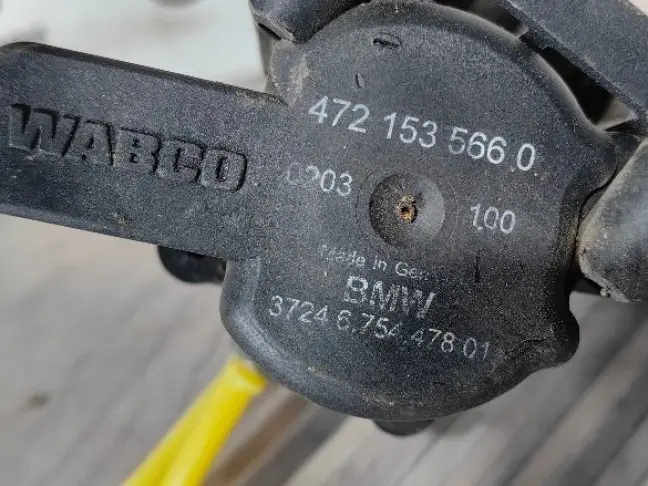 WABCO
472 153 566 0
0203 100
Made in Ger
BMW
3724 6.754.478 01